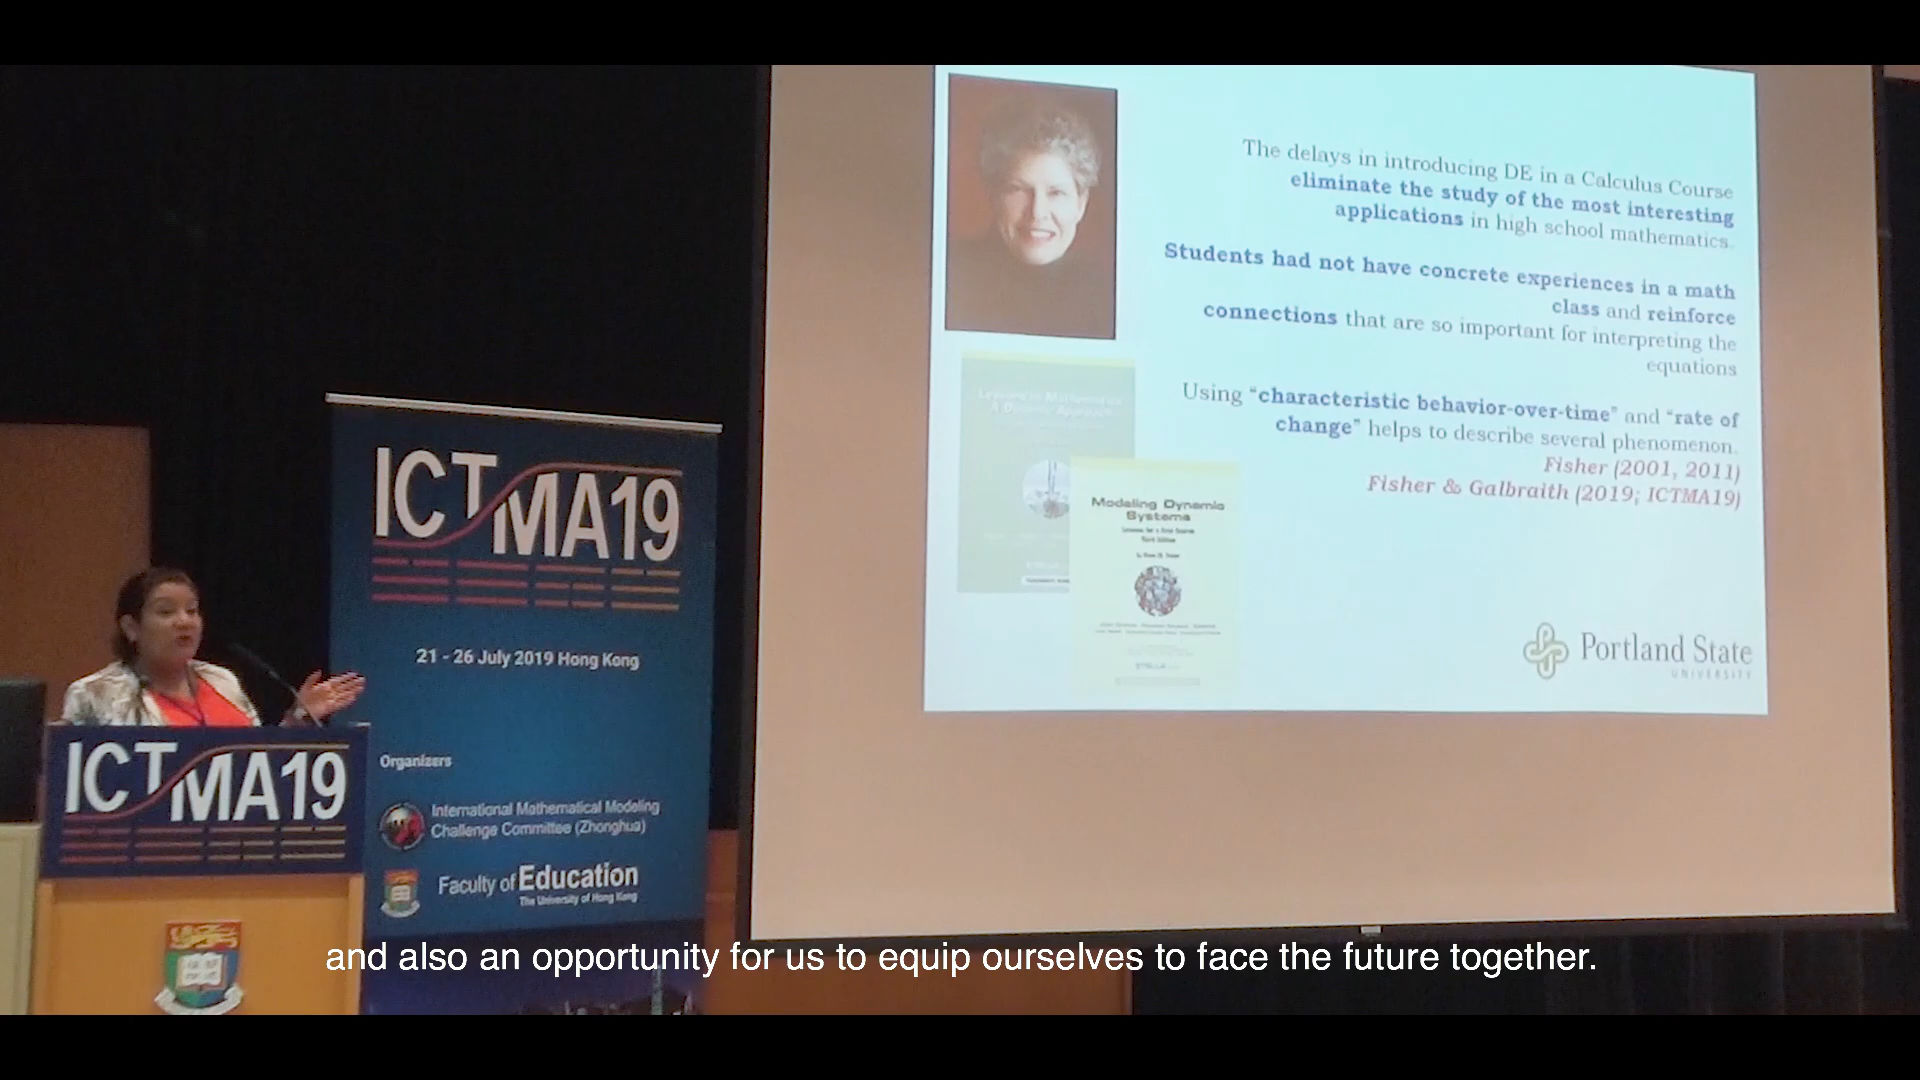 The delays in introducing DE in a Calculus Course
eliminate the study of the most interesting
applications in high school mathematics.
Students had not have concrete experiences in a math
class and reinforce
connections that are so important for interpreting the
equations
Using “characteristic behavior-over-time” and “rate of
change” helps to describe several phenomenon.
Fisher (2001, 2011)
Fisher & Galbraith (2019; ICTMA19)
Modeling Dynamic
Systems
Portland State
UNIVERSITY
ICTMA19
21 - 26 July 2019 Hong Kong
Organizers
International Mathematical Modeling
Challenge Committee (Zhonghua)
Faculty of Education
The University of Hong Kong
ICTMA19
and also an opportunity for us to equip ourselves to face the future together.